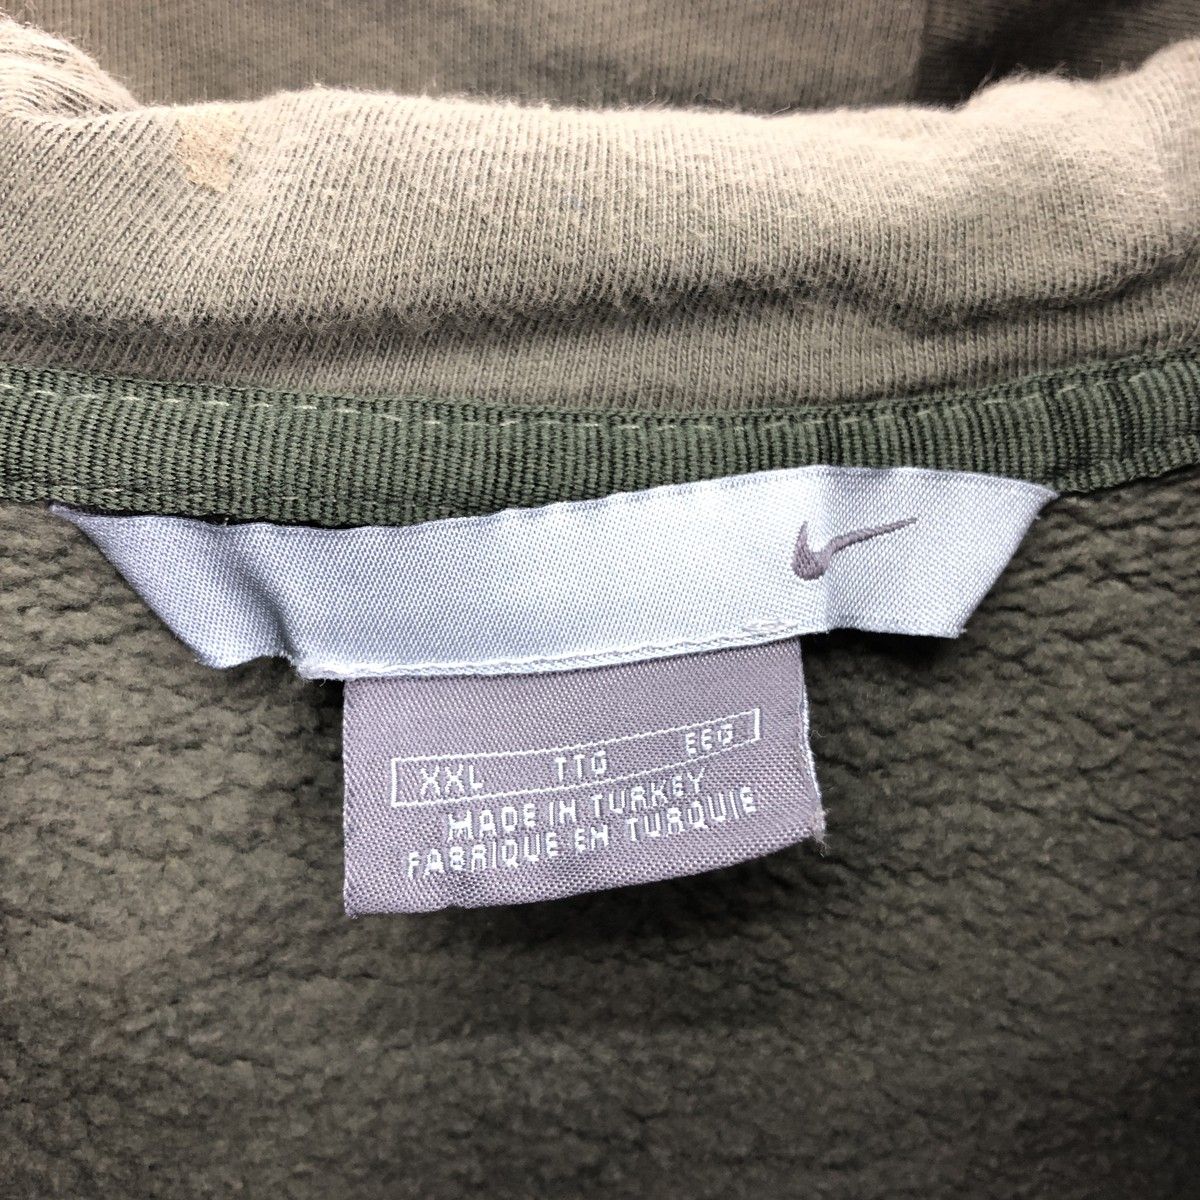 XXL TTG EEG
MADE IN TURKEY
FABRIQUE EN TURQUIE